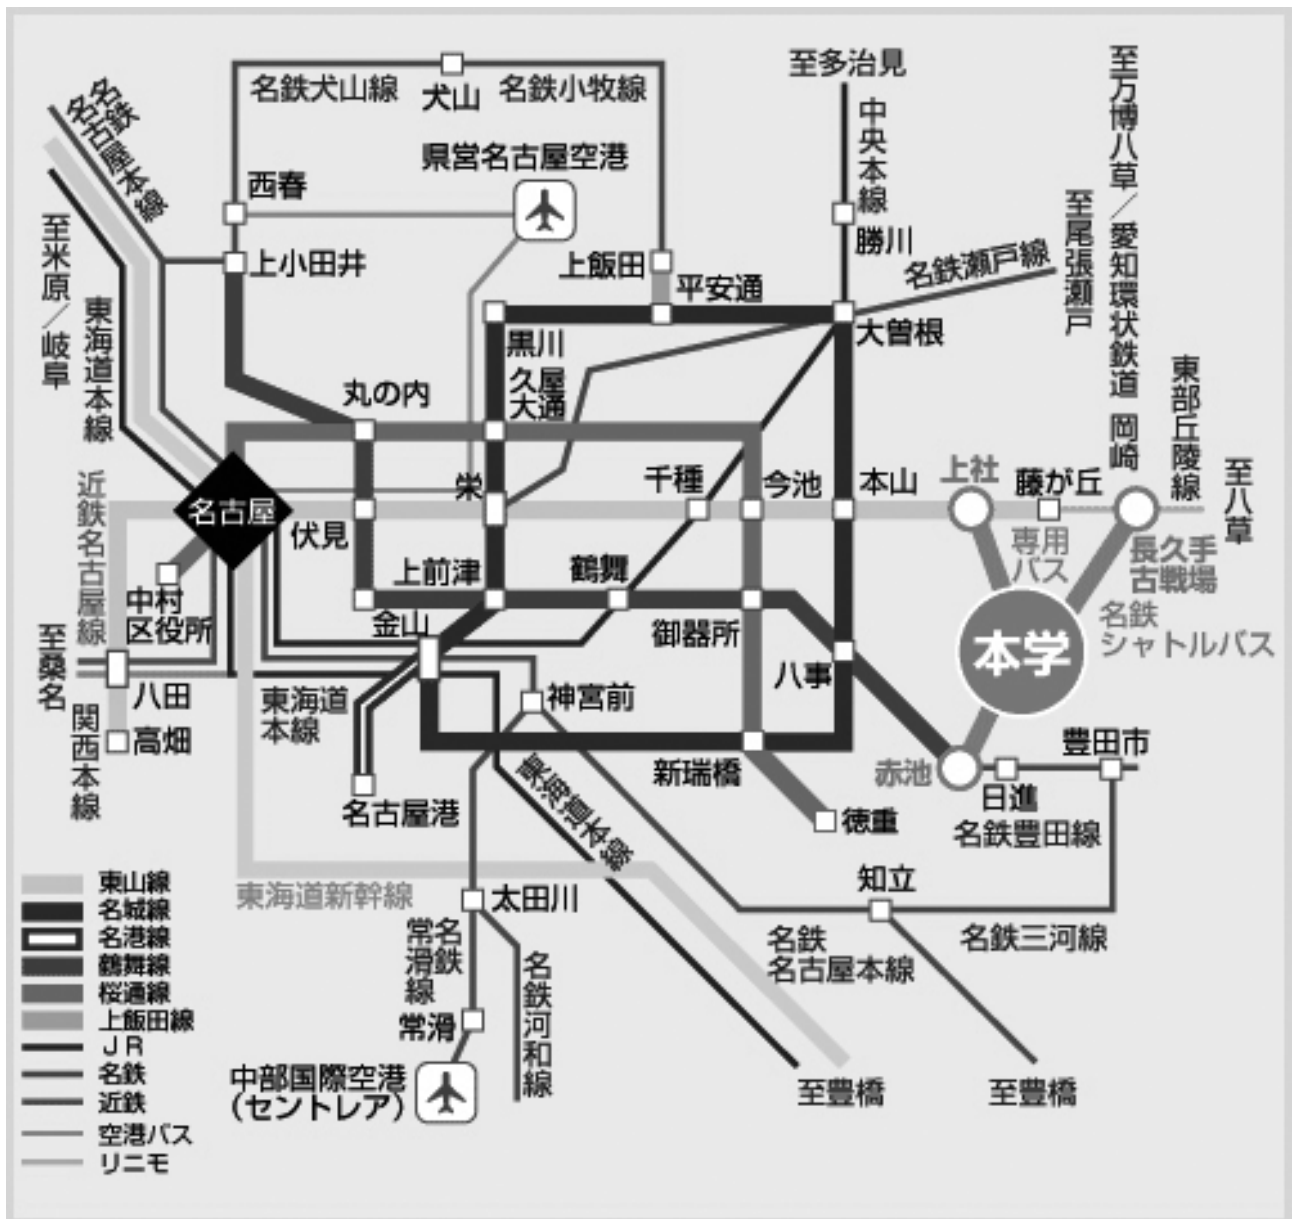 名鉄
名古屋本線
名鉄犬山線
犬山
名鉄小牧線
至多治見
中央本線
至万博八草／愛知環状鉄道 岡崎
県営名古屋空港
西春
至尾張瀬戸
勝川
至米原／岐阜
上小田井
上飯田
平安通
名鉄瀬戸線
東海道本線
黒川
大曽根
東部丘陵線
丸の内
久屋
大通
至八草
近鉄名古屋線
名古屋
伏見
栄
千種
今池
本山
上社
藤が丘
専用
バス
長久手
古戦場
上前津
鶴舞
中村
区役所
金山
御器所
本学
名鉄
シャトルバス
至桑名
八田
八事
関西本線
高畑
東海道
本線
神宮前
名古屋港
東海道本線
新瑞橋
赤池
日進
豊田市
徳重
名鉄豊田線
東海道新幹線
太田川
知立
名鉄
常滑線
名鉄河和線
名鉄
名古屋本線
名鉄三河線
常滑
中部国際空港
（セントレア）
至豊橋
至豊橋
東山線
名城線
名港線
鶴舞線
桜通線
上飯田線
ＪＲ
名鉄
近鉄
空港バス
リニモ